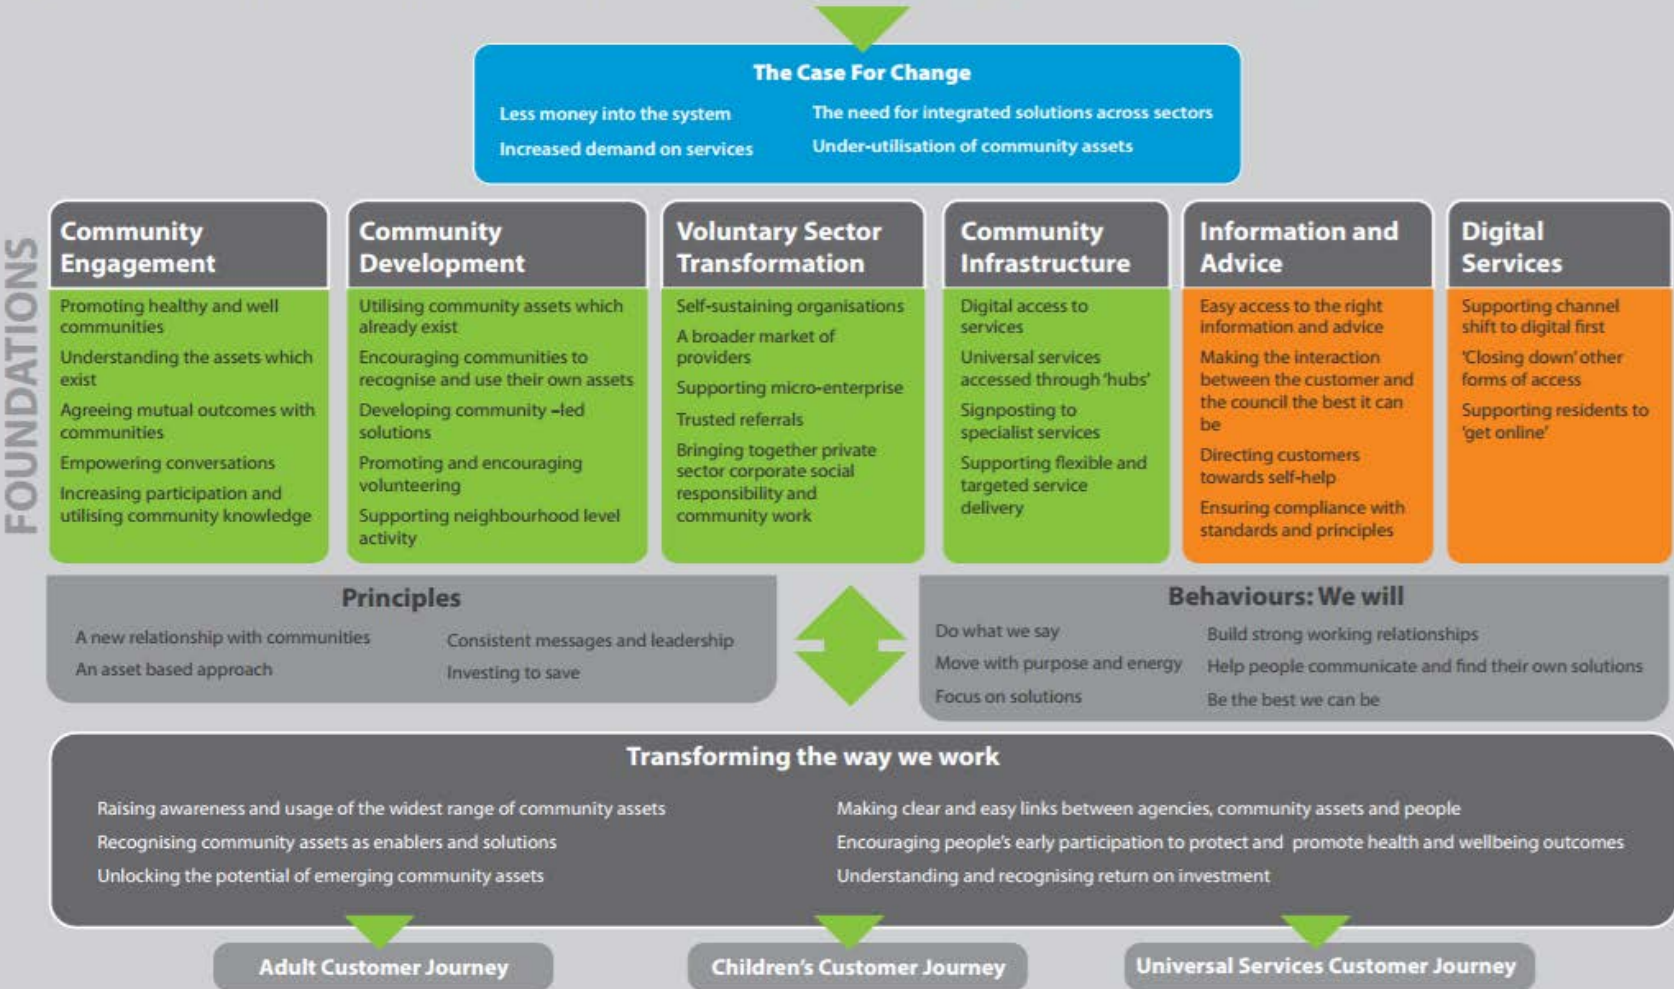 The Case For Change
Less money into the system
Increased demand on services
The need for integrated solutions across sectors
Under-utilisation of community assets
FOUNDATIONS
Community
Engagement
Promoting healthy and well
communities
Understanding the assets which
exist
Agreeing mutual outcomes with
communities
Empowering conversations
Increasing participation and
utilising community knowledge
Community
Development
Utilising community assets which
already exist
Encouraging communities to
recognise and use their own assets
Developing community –led
solutions
Promoting and encouraging
volunteering
Supporting neighbourhood level
activity
Voluntary Sector
Transformation
Self-sustaining organisations
A broader market of
providers
Supporting micro-enterprise
Trusted referrals
Bringing together private
sector corporate social
responsibility and
community work
Community
Infrastructure
Digital access to
services
Universal services
accessed through 'hubs'
Signposting to
specialist services
Supporting flexible and
targeted service
delivery
Information and
Advice
Easy access to the right
information and advice
Making the interaction
between the customer and
the council the best it can
be
Directing customers
towards self-help
Ensuring compliance with
standards and principles
Digital
Services
Supporting channel
shift to digital first
'Closing down' other
forms of access
Supporting residents to
'get online'
Principles
A new relationship with communities
An asset based approach
Consistent messages and leadership
Investing to save
Behaviours: We will
Do what we say
Move with purpose and energy
Focus on solutions
Build strong working relationships
Help people communicate and find their own solutions
Be the best we can be
Transforming the way we work
Raising awareness and usage of the widest range of community assets
Recognising community assets as enablers and solutions
Unlocking the potential of emerging community assets
Making clear and easy links between agencies, community assets and people
Encouraging people's early participation to protect and promote health and wellbeing outcomes
Understanding and recognising return on investment
Adult Customer Journey
Children's Customer Journey
Universal Services Customer Journey